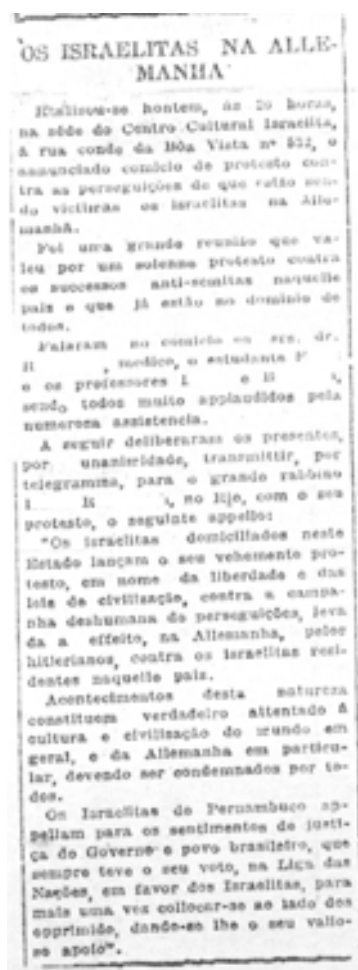 OS ISRAELITAS NA ALLE-
MANHA
Realisou-se hontem, ás 20 horas,
na séde do Centro Cultural Israelita,
á rua conde da Bôa Vista nº
annunciado comicio de protesto con-
tra as perseguições de que estão sen-
do victimas os israelitas na Alle-
manhã.
Foi uma grande reunião que va-
leu por um solenne protesto contra
os successos anti-semitas naquelle
pais e que já estão no dominio de
todos.
Falaram no comicio os srs. dr.
, medico, o estudante
e os professores e
sendo todos muito applaudidos pela
numerosa assistencia.
A seguir deliberaram os presentes,
por unanimidade, transmittir, por
telegramma, para o grande rabbino
, no Rio, com o seu
protesto, o seguinte appello:
"Os israelitas domiciliados neste
Estado lançam o seu vehemente pro-
testo, em nome da liberdade e das
leis de civilisação, contra a campa-
nha deshumana de perseguições, leva
da a effeito, na Allemanha, pelos
hitlerianos, contra os israelitas resi-
dentes naquelle pais.
Acontecimentos desta natureza
constituem verdadeiro attentado á
cultura e civilisação do mundo em
geral, e da Allemanha em particu-
lar, devendo ser condemnados por to-
dos.
Os Israelitas de Pernambuco ap-
pellam para os sentimentos de justi-
ça do Governo e povo brasileiro, que
sempre teve o seu voto, na Liga das
Nações, em favor dos Israelitas, para
mais uma vez collocar-se ao lado dos
opprimido, dando-se lhe o seu valio-
so apoio".